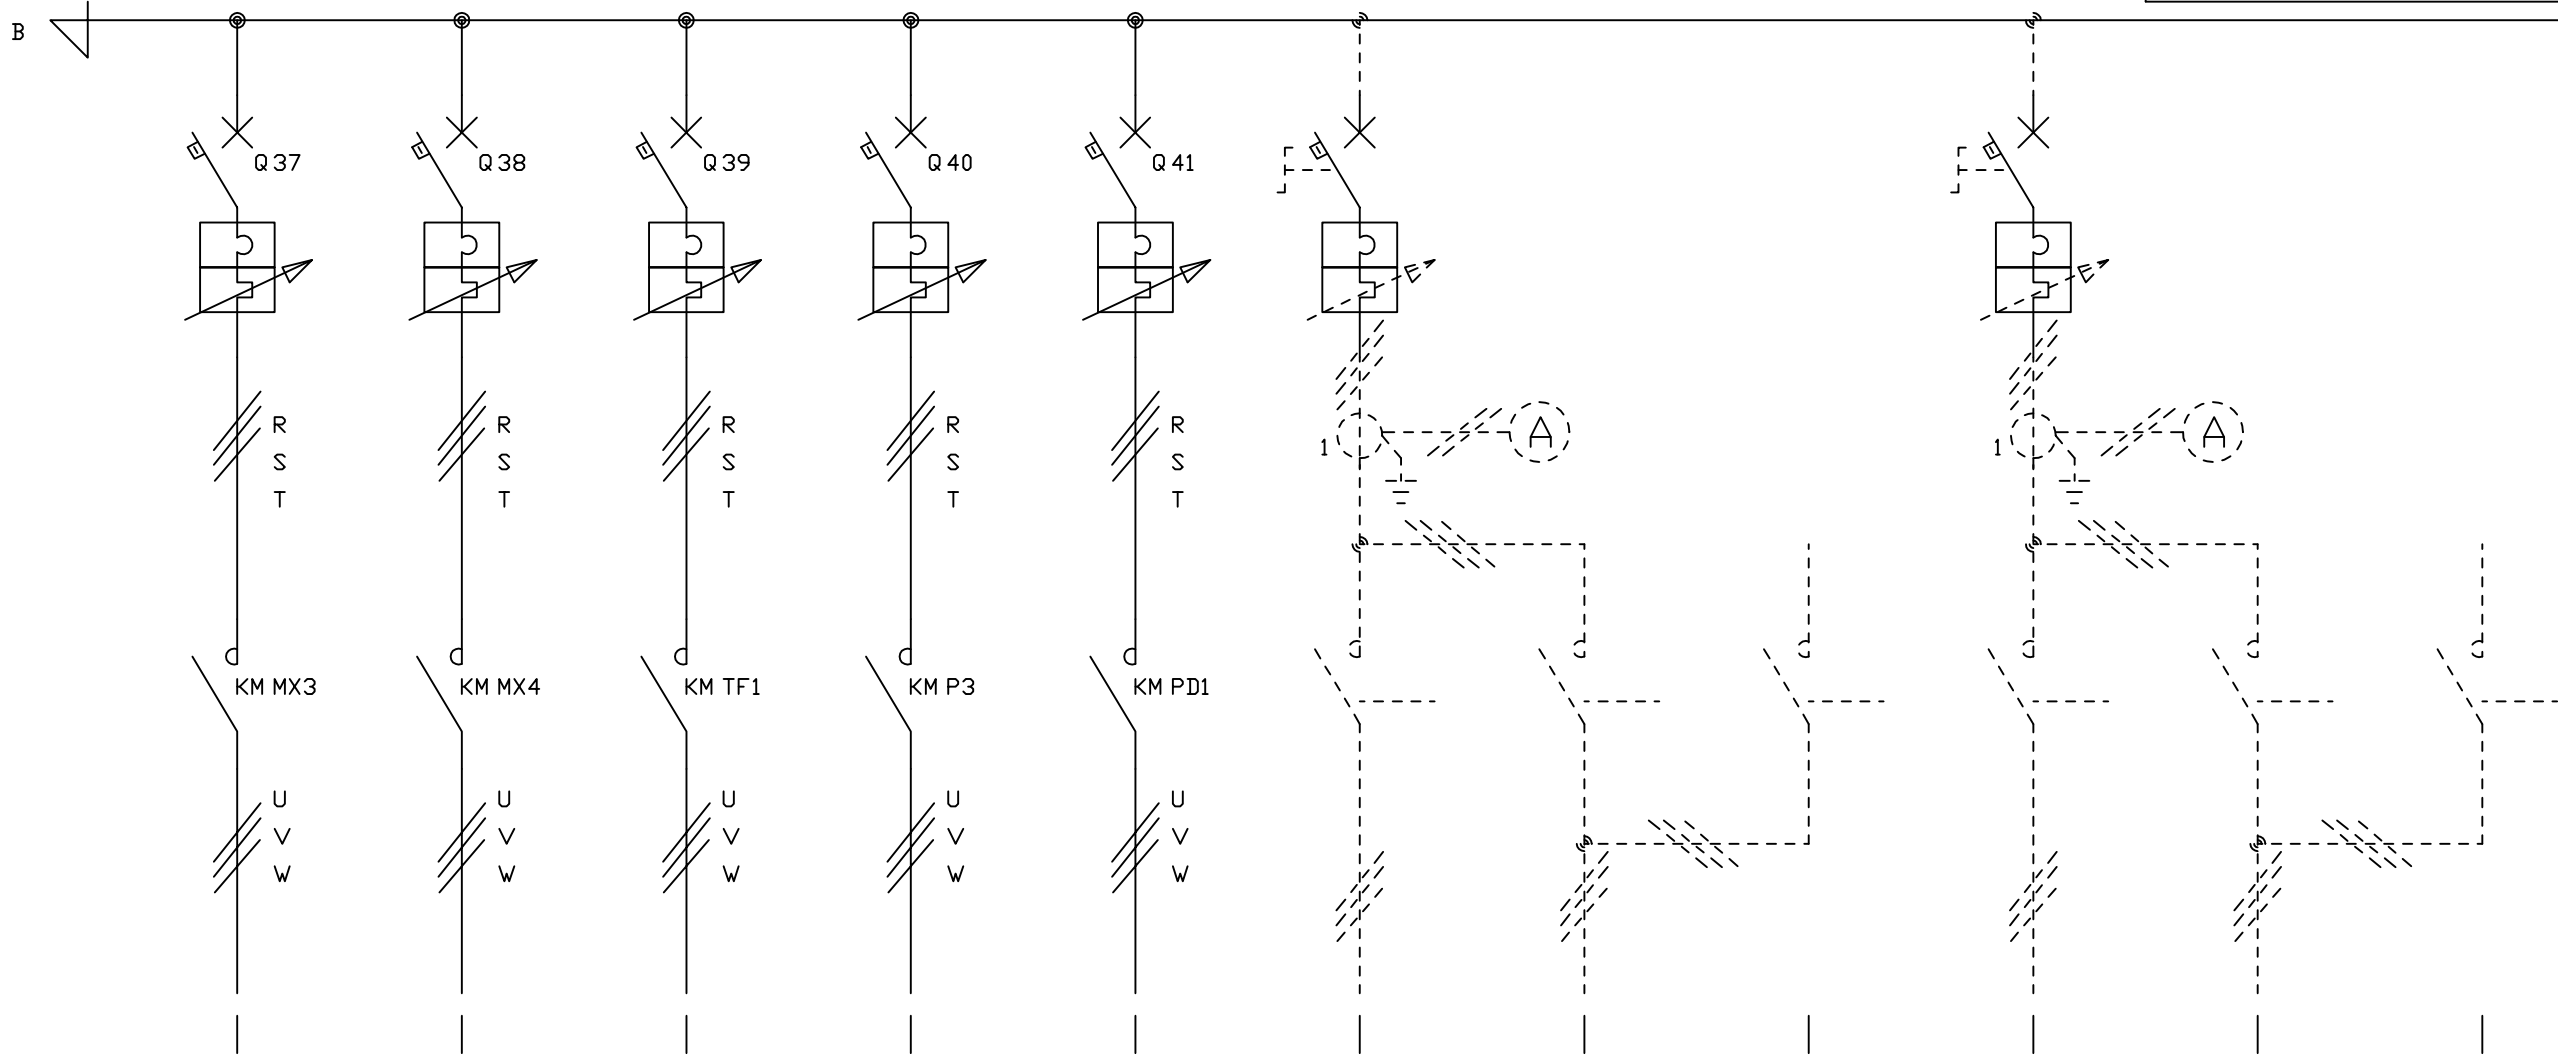 B
Q37 Q38 Q39 Q40 Q41
R R R R R
1 A 1 A
S S S S S
T T T T T
KM MX3 KM MX4 KM TF1 KM P3 KM PD1
U U U U U
V V V V V
W W W W W